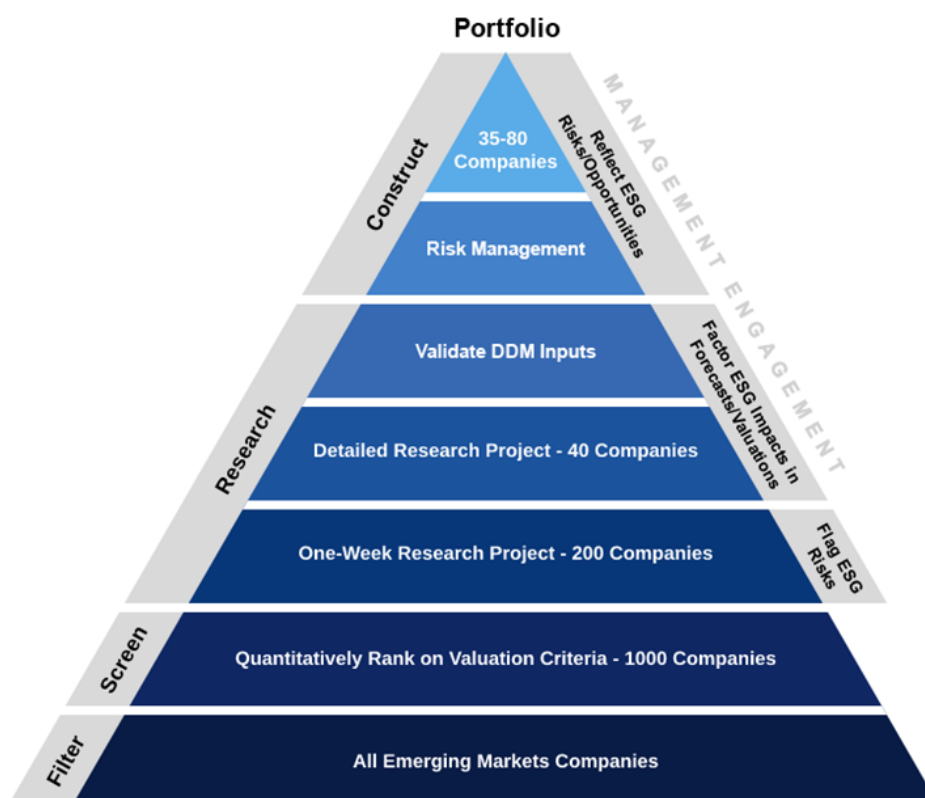 Portfolio
35-80
Companies
Risk Management
Validate DDM Inputs
Detailed Research Project - 40 Companies
One-Week Research Project - 200 Companies
Quantitatively Rank on Valuation Criteria - 1000 Companies
All Emerging Markets Companies
Construct
Research
Screen
Filter
Reflect ESG
Risks/Opportunities
Factor ESG Impacts in
Forecasts/Valuations
Flag ESG
Risks
MANAGEMENT ENGAGEMENT